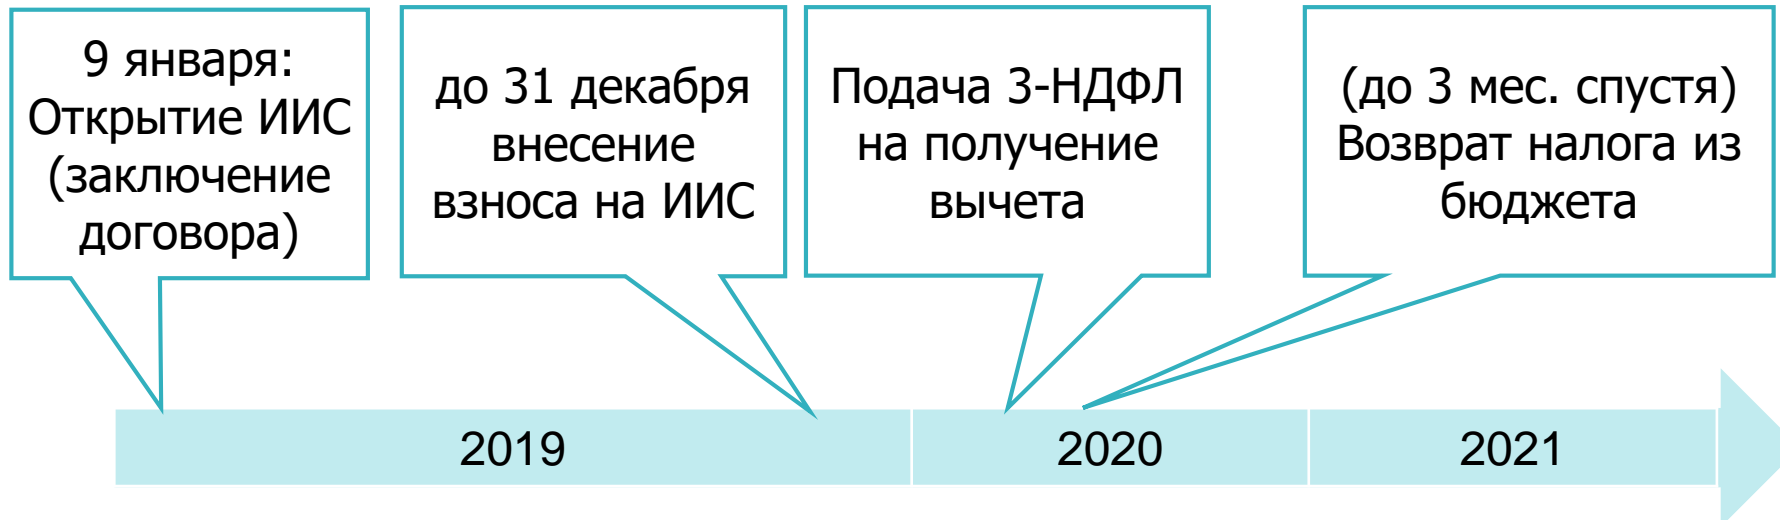 9 января:
Открытие ИИС
(заключение
договора)
до 31 декабря
внесение
взноса на ИИС
Подача 3-НДФЛ
на получение
вычета
(до 3 мес. спустя)
Возврат налога из
бюджета
2019
2020
2021